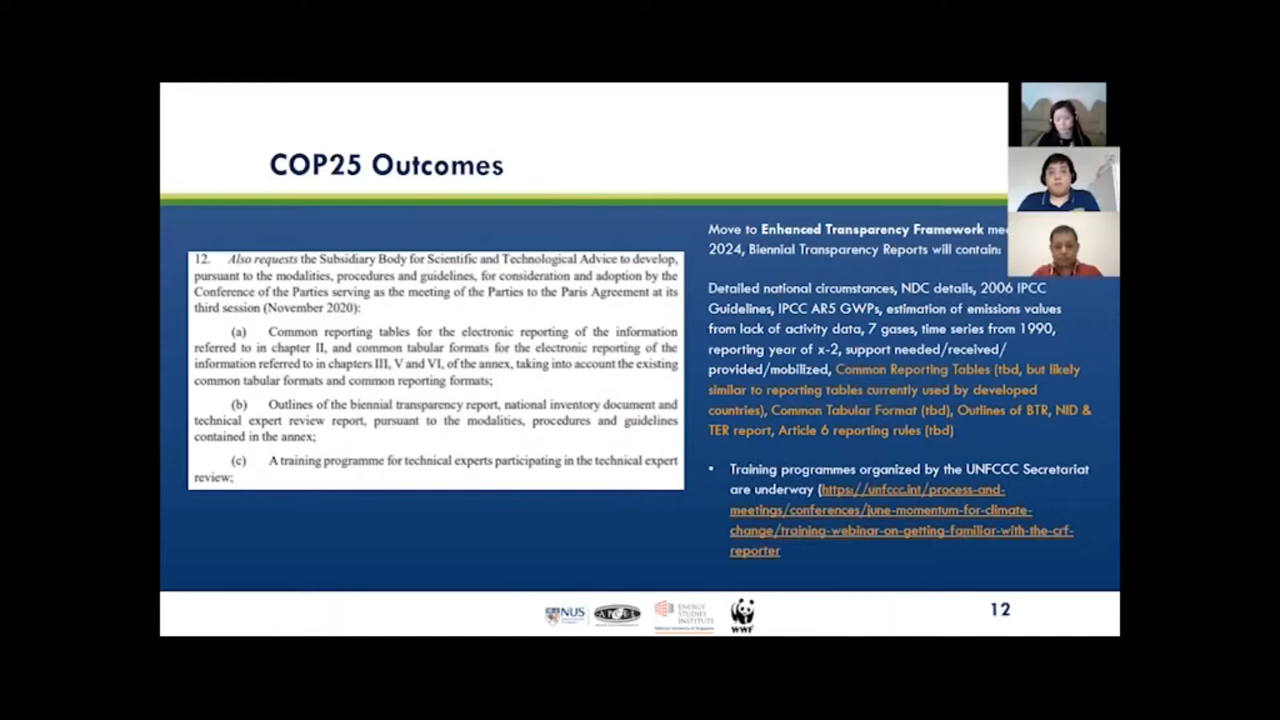 COP25 Outcomes
12. Also requests the Subsidiary Body for Scientific and Technological Advice to develop,
pursuant to the modalities, procedures and guidelines, for consideration and adoption by the
Conference of the Parties serving as the meeting of the Parties to the Paris Agreement at its
third session (November 2020):
(a) Common reporting tables for the electronic reporting of the information
referred to in chapter II, and common tabular formats for the electronic reporting of the
information referred to in chapters III, V and VI, of the annex, taking into account the existing
common tabular formats and common reporting formats;
(b) Outlines of the biennial transparency report, national inventory document and
technical expert review report, pursuant to the modalities, procedures and guidelines
contained in the annex;
(c) A training programme for technical experts participating in the technical expert
review;
Move to Enhanced Transparency Framework
2024, Biennial Transparency Reports will contain:
Detailed national circumstances, NDC details, 2006 IPCC
Guidelines, IPCC AR5 GWPs, estimation of emissions values
from lack of activity data, 7 gases, time series from 1990,
reporting year of x-2, support needed/received/
provided/mobilized, Common Reporting Tables (tbd, but likely
similar to reporting tables currently used by developed
countries), Common Tabular Format (tbd), Outlines of BTR, NID &
TER report, Article 6 reporting rules (tbd)
• Training programmes organized by the UNFCCC Secretariat
are underway (https://unfccc.int/process-and-
meetings/conferences/june-momentum-for-climate-
change/training-webinar-on-getting-familiar-with-the-crf-
reporter
NUS
ENERGY
STUDIES
INSTITUTE
WWF
12